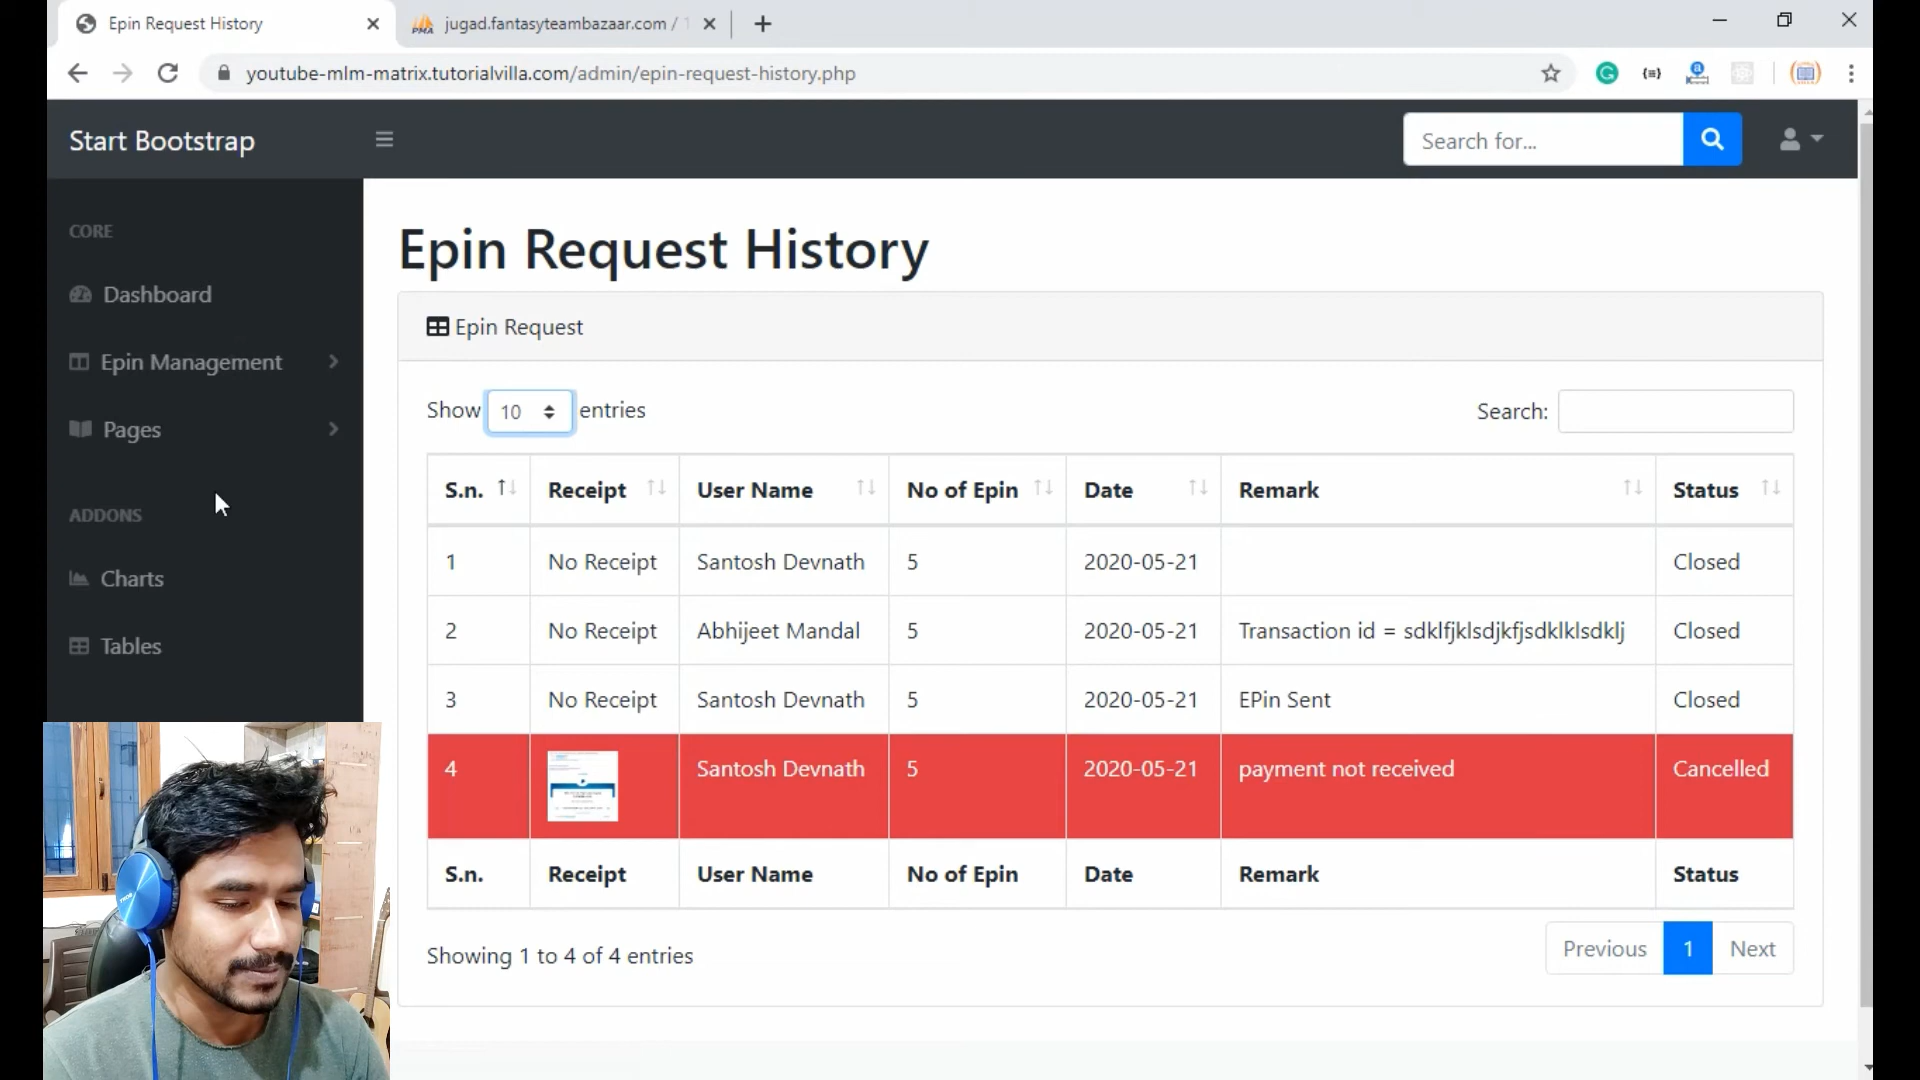 Epin Request History
jugad.fantasyteambazaar.com /
youtube-mlm-matrix.tutorialvilla.com/admin/epin-request-history.php
Start Bootstrap
Search for...
CORE
Dashboard
Epin Management
Pages
ADDONS
Charts
Tables
Epin Request History
Epin Request
Show 10 entries
Search:
S.n. Receipt User Name No of Epin Date Remark Status
1 No Receipt Santosh Devnath 5 2020-05-21 Closed
2 No Receipt Abhijeet Mandal 5 2020-05-21 Transaction id = sdklfjklsdjkfjsdklklsdklj Closed
3 No Receipt Santosh Devnath 5 2020-05-21 EPin Sent Closed
4 Santosh Devnath 5 2020-05-21 payment not received Cancelled
S.n. Receipt User Name No of Epin Date Remark Status
Showing 1 to 4 of 4 entries
Previous 1 Next